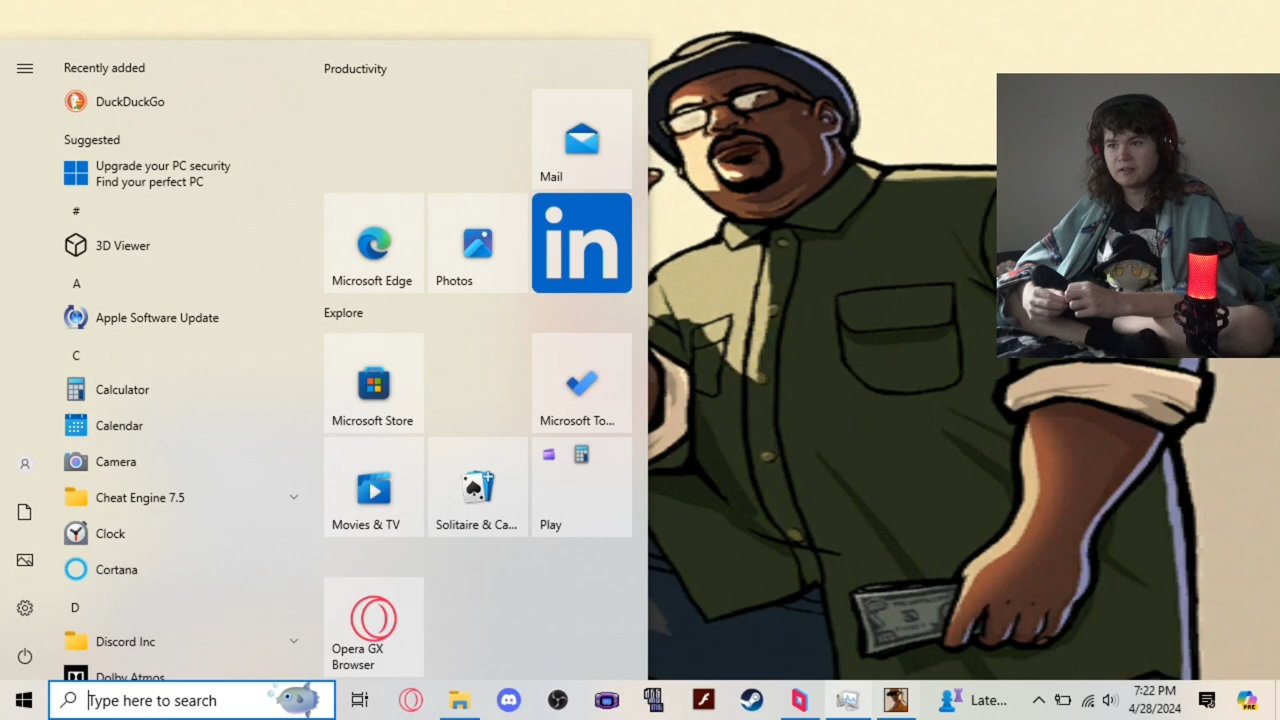 Recently added
DuckDuckGo
Suggested
Upgrade your PC security
Find your perfect PC
#
3D Viewer
A
Apple Software Update
C
Calculator
Calendar
Camera
Cheat Engine 7.5
Clock
Cortana
D
Discord Inc
Dolby Atmos
Productivity
Mail
Microsoft Edge
Photos
in
Explore
Microsoft Store
Microsoft To...
Movies & TV
Solitaire & Ca...
Play
Opera GX
Browser
Type here to search
Late...
7:22 PM
4/28/2024
PRE